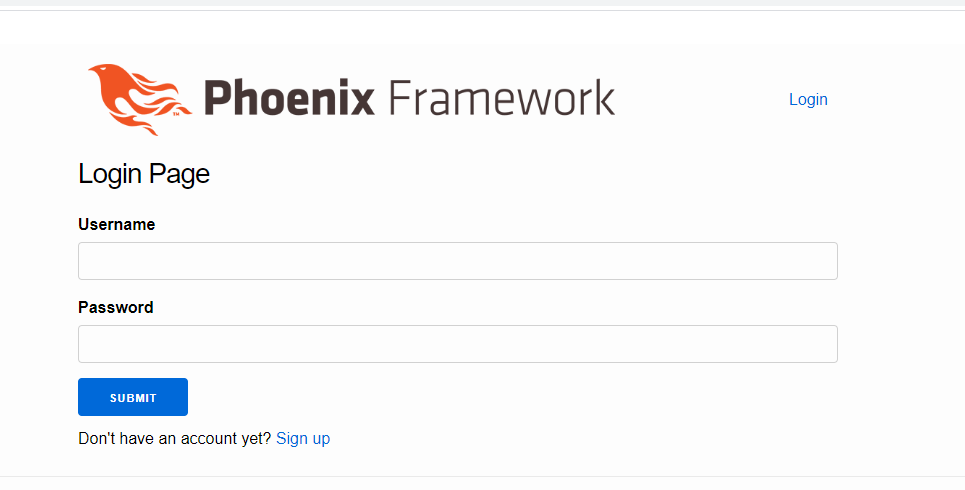 Phoenix Framework
Login
Login Page
Username
Password
SUBMIT
Don't have an account yet? Sign up